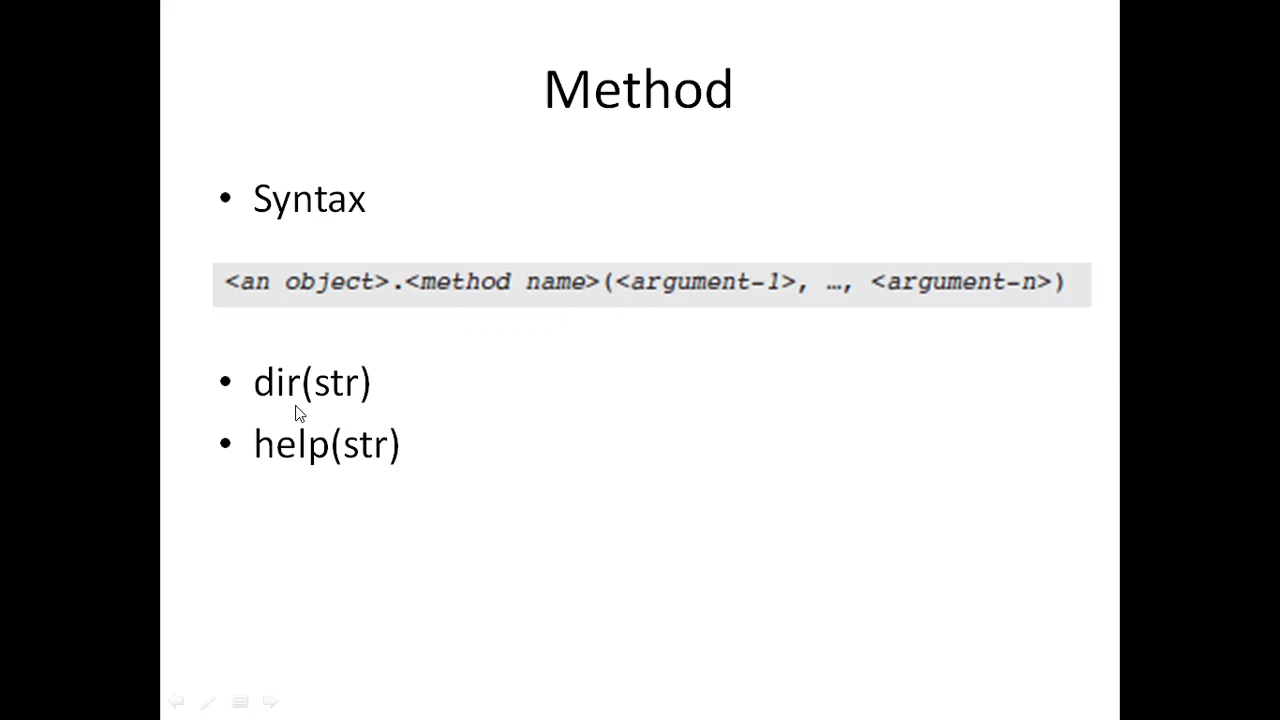 Method
• Syntax
<an object>.<method name>(<argument-1>, …, <argument-n>)
• dir(str)
• help(str)